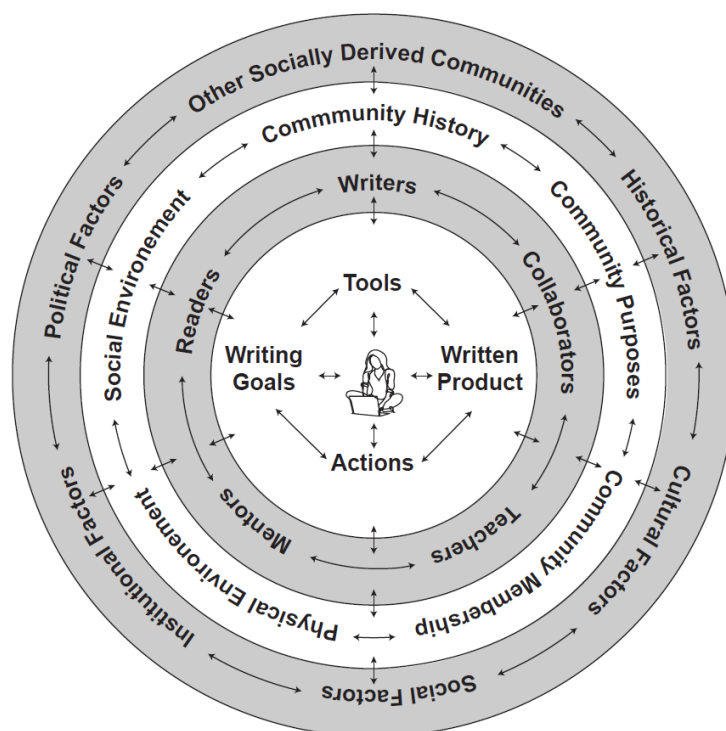 Other Socially Derived Communities
Historical Factors
Cultural Factors
Social Factors
Institutional Factors
Political Factors
Commmunity History
Community Purposes
Community Membership
Physical Environement
Social Environement
Writers
Collaborators
Teachers
Mentors
Readers
Tools
Writing
Goals
Written
Product
Actions